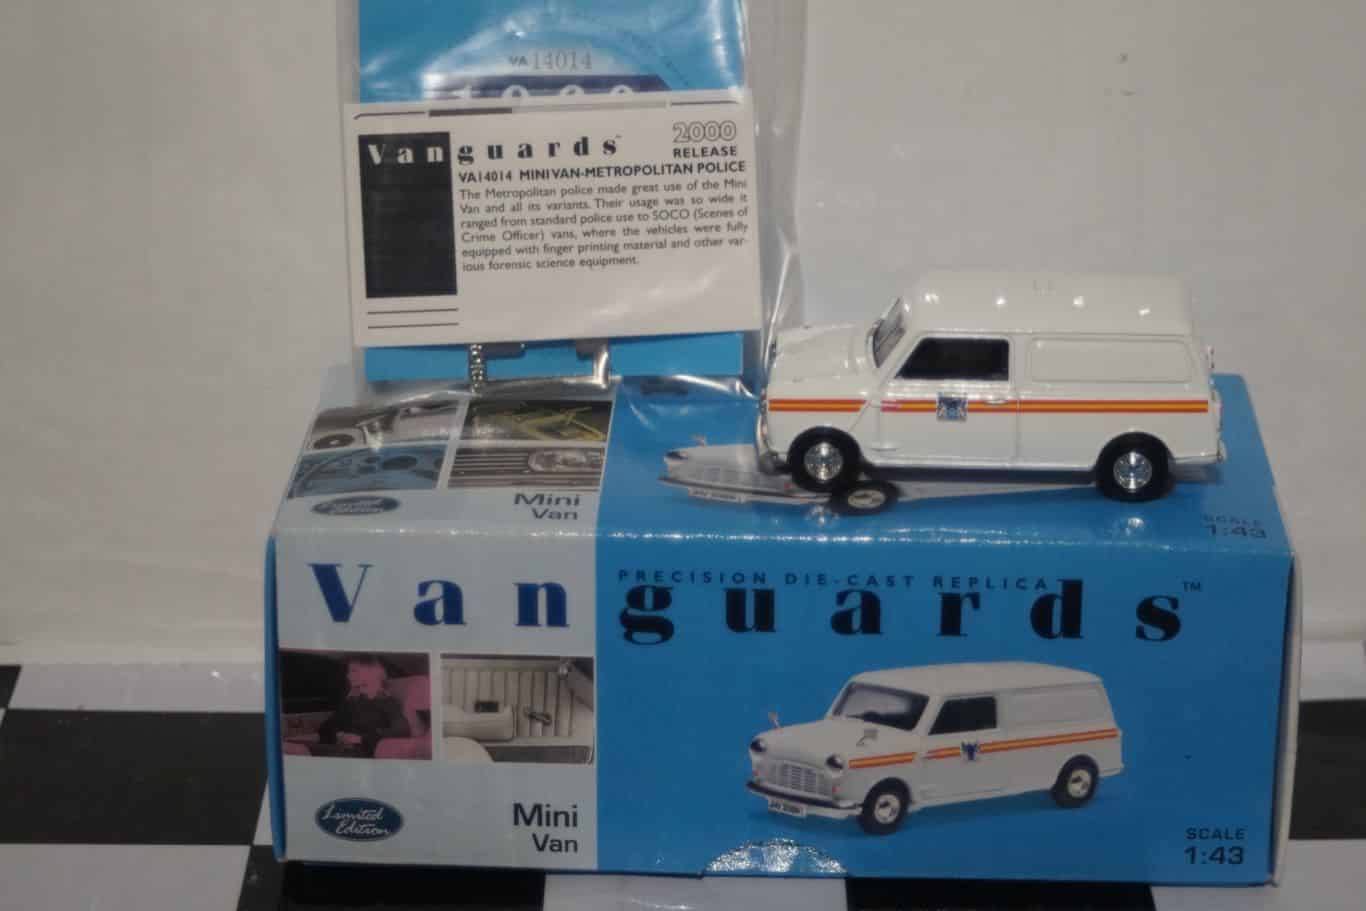 VA 14014
Vanguards™
2000
RELEASE
VA14014 MINIVAN-METROPOLITAN POLICE
The Metropolitan police made great use of the Mini
Van and all its variants. Their usage was so wide it
ranged from standard police use to SOCO (Scenes of
Crime Officer) vans, where the vehicles were fully
equipped with finger printing material and other var-
ious forensic science equipment.
Mini
Van
SCALE
1:43
PRECISION DIE-CAST REPLICA
Vanguards™
Limited
Edition
Mini
Van
SCALE
1:43